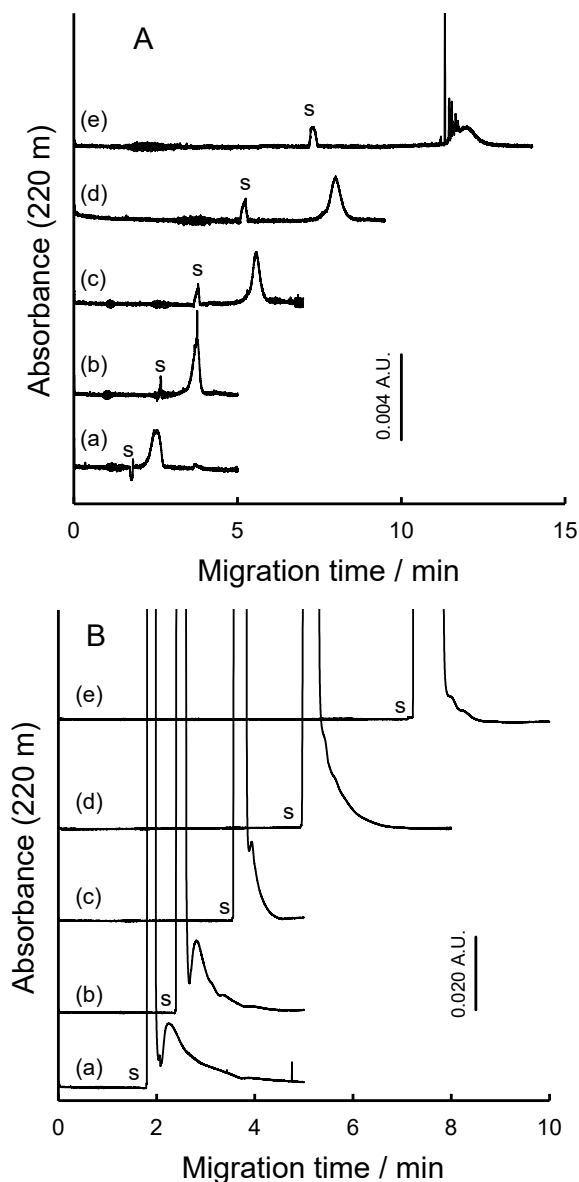 A
(e)
s
(d)
s
(c)
s
(b)
s
(a)
s
0.004 A.U.
Absorbance (220 m)
0 5 10 15
Migration time / min
B
(e)
s
(d)
s
(c)
s
(b)
s
(a)
s
0.020 A.U.
Absorbance (220 m)
0 2 4 6 8 10
Migration time / min